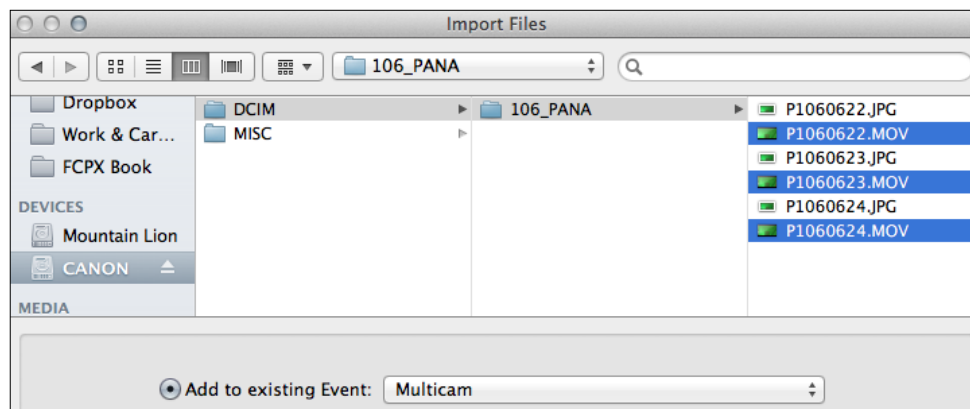 Import Files
106_PANA
Dropbox
Work & Car...
FCPX Book
DEVICES
Mountain Lion
CANON
MEDIA
DCIM
MISC
106_PANA
P1060622.JPG
P1060622.MOV
P1060623.JPG
P1060623.MOV
P1060624.JPG
P1060624.MOV
Add to existing Event: Multicam